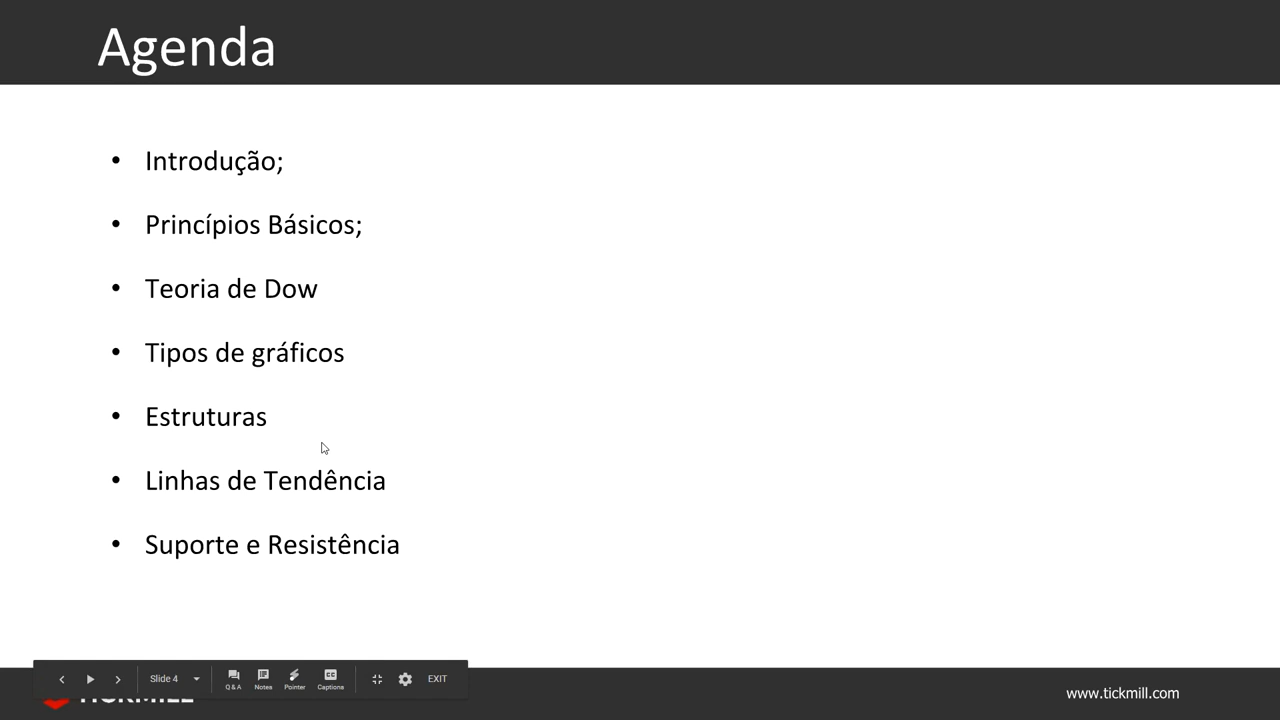 Agenda
• Introdução;
• Princípios Básicos;
• Teoria de Dow
• Tipos de gráficos
• Estruturas
• Linhas de Tendência
• Suporte e Resistência
Slide 4
Q & A
Notes
Pointer
Captions
EXIT
TICKMILL
www.tickmill.com